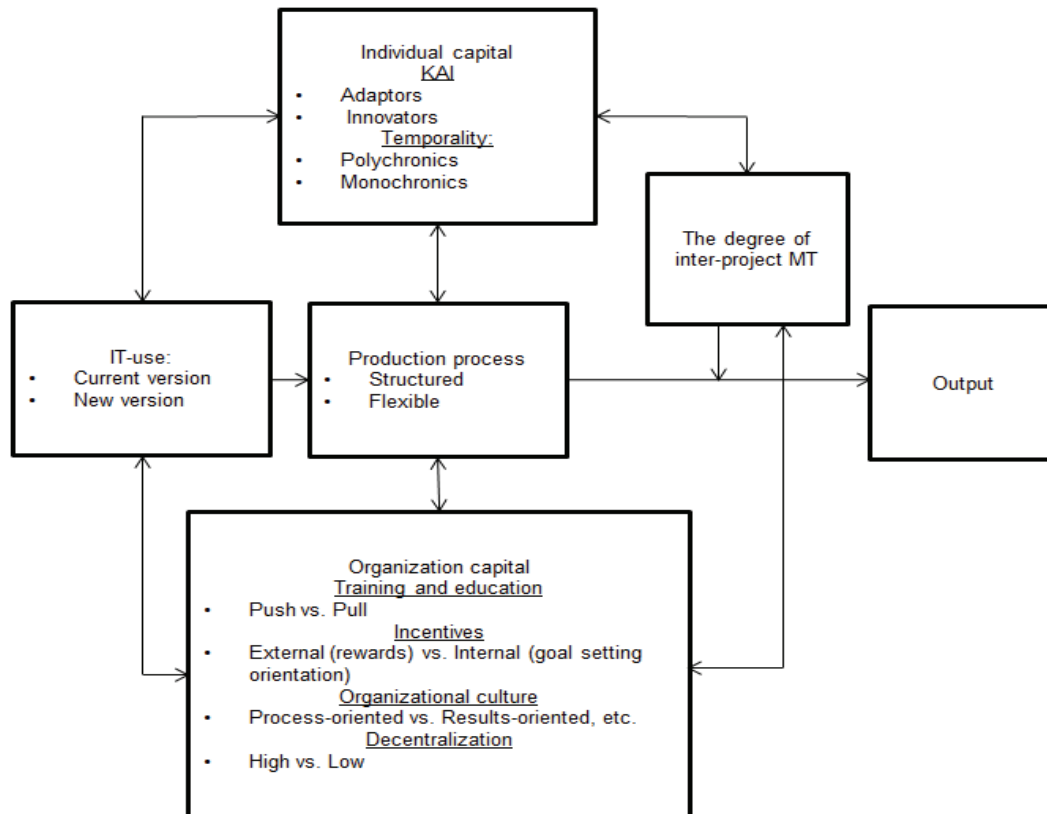 Individual capital
KAI
• Adaptors
• Innovators
Temporality:
• Polychronics
• Monochronics
The degree of
inter-project MT
IT-use:
• Current version
• New version
Production process
• Structured
• Flexible
Output
Organization capital
Training and education
• Push vs. Pull
Incentives
• External (rewards) vs. Internal (goal setting
orientation)
Organizational culture
• Process-oriented vs. Results-oriented, etc.
Decentralization
• High vs. Low